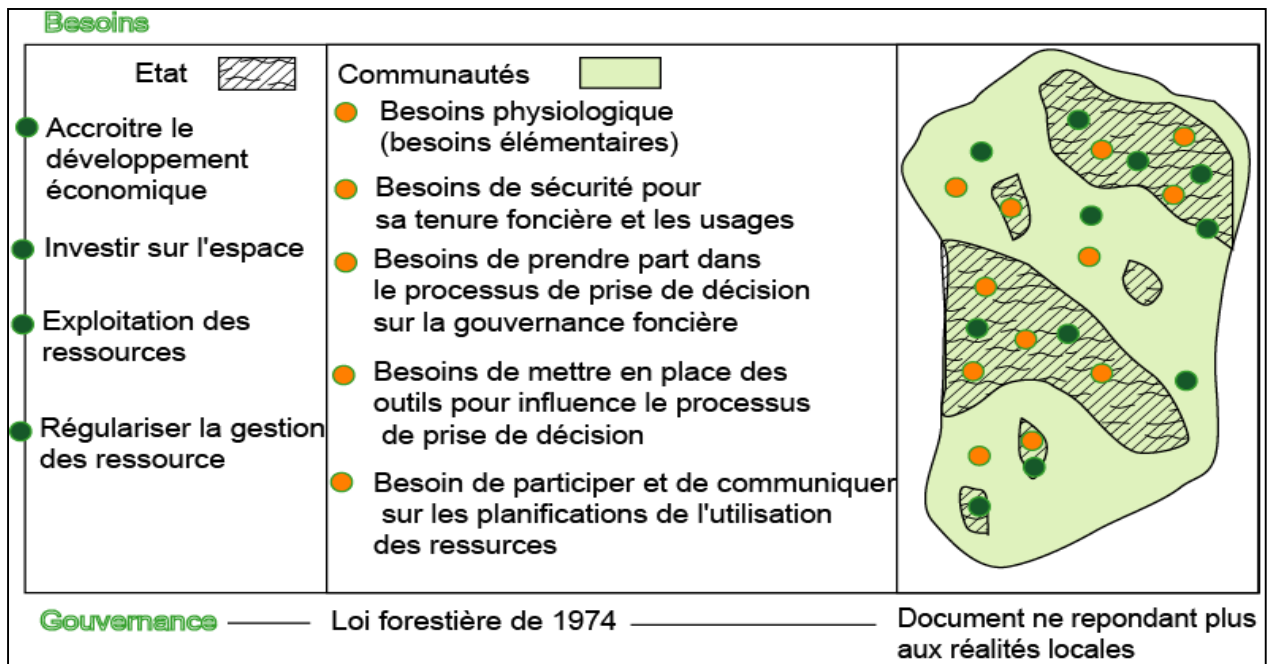 Besoins
Etat
Accroitre le
développement
économique
Investir sur l'espace
Exploitation des
ressources
Régulariser la gestion
des ressource
Communautés
Besoins physiologique
(besoins élémentaires)
Besoins de sécurité pour
sa tenure foncière et les usages
Besoins de prendre part dans
le processus de prise de décision
sur la gouvernance foncière
Besoins de mettre en place des
outils pour influence le processus
de prise de décision
Besoin de participer et de communiquer
sur les planifications de l'utilisation
des ressurces
Gouvernance
Loi forestière de 1974
Document ne repondant plus
aux réalités locales